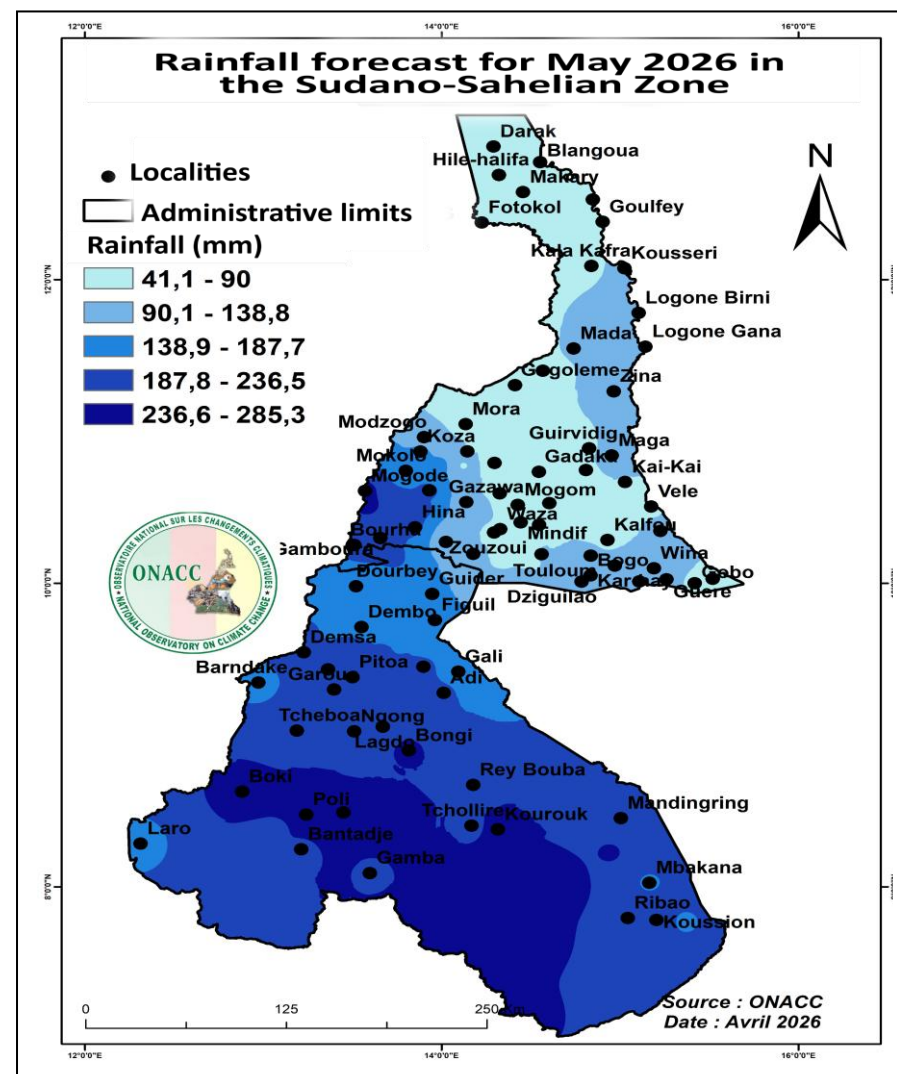 12°0'0"E 14°0'0"E 16°0'0"E
Rainfall forecast for May 2026 in
the Sudano-Sahelian Zone
N
Localities
Administrative limits
Rainfall (mm)
41,1 - 90
90,1 - 138,8
138,9 - 187,7
187,8 - 236,5
236,6 - 285,3
Darak
Hile-halifa
Blangoua
Makary
Fotokol
Goulfey
Kala Kafra
Kousseri
Logone Birni
Mada
Logone Gana
Zina
Mora
Modzogo
Koza
Guirvidig
Maga
Mokolo
Gadaka
Kai-Kai
Mogode
Gazawa
Mogom
Vele
Hina
Waza
Kalfou
Bourha
Mindif
Gamboura
Zouzoui
Bogo
Wina
Touloum
Gobo
Dourbey
Guider
Guere
Dziguilao
Figuil
Dembo
Demsa
Pitoa
Gali
Barndake
Garoua
Adi
Tcheboa
Ngong
Lagdo
Bongi
Boki
Rey Bouba
Poli
Tchollire
Kourouk
Mandingring
Laro
Bantadje
Gamba
Mbakana
Ribao
Koussion
OBSERVATOIRE NATIONAL SUR LES CHANGEMENTS CLIMATIQUES
ONACC
NATIONAL OBSERVATORY ON CLIMATE CHANGE
0 125 250
Source : ONACC
Date : Avril 2026
12°0'0"E 14°0'0"E 16°0'0"E